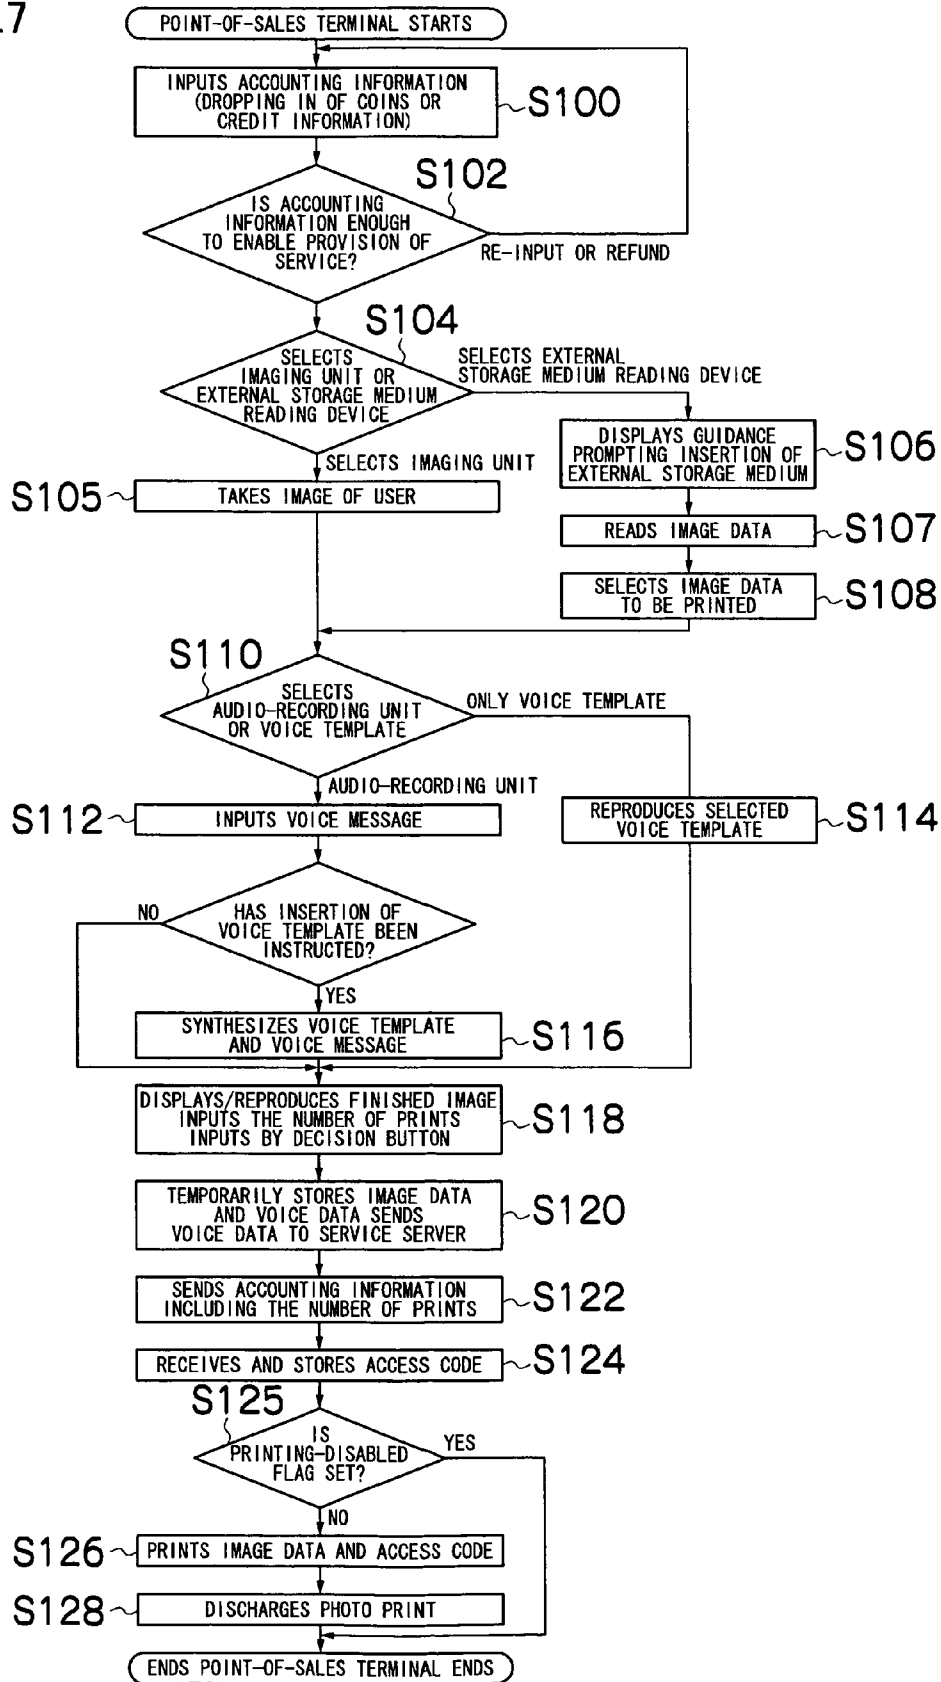 17
POINT-OF-SALES TERMINAL STARTS
INPUTS ACCOUNTING INFORMATION
(DROPPING IN OF COINS OR
CREDIT INFORMATION)
S100
S102
IS ACCOUNTING
INFORMATION ENOUGH
TO ENABLE PROVISION OF
SERVICE?
RE-INPUT OR REFUND
S104
SELECTS
IMAGING UNIT OR
EXTERNAL STORAGE MEDIUM
READING DEVICE
SELECTS EXTERNAL
STORAGE MEDIUM READING DEVICE
DISPLAYS GUIDANCE
PROMPTING INSERTION OF
EXTERNAL STORAGE MEDIUM
S106
SELECTS IMAGING UNIT
S105
TAKES IMAGE OF USER
READS IMAGE DATA
S107
SELECTS IMAGE DATA
TO BE PRINTED
S108
S110
SELECTS
AUDIO-RECORDING UNIT
OR VOICE TEMPLATE
ONLY VOICE TEMPLATE
AUDIO-RECORDING UNIT
S112
INPUTS VOICE MESSAGE
REPRODUCES SELECTED
VOICE TEMPLATE
S114
NO
HAS INSERTION OF
VOICE TEMPLATE BEEN
INSTRUCTED?
YES
SYNTHESIZES VOICE TEMPLATE
AND VOICE MESSAGE
S116
DISPLAYS/REPRODUCES FINISHED IMAGE
INPUTS THE NUMBER OF PRINTS
INPUTS BY DECISION BUTTON
S118
TEMPORARILY STORES IMAGE DATA
AND VOICE DATA SENDS
VOICE DATA TO SERVICE SERVER
S120
SENDS ACCOUNTING INFORMATION
INCLUDING THE NUMBER OF PRINTS
S122
RECEIVES AND STORES ACCESS CODE
S124
S125
IS
PRINTING-DISABLED
FLAG SET?
YES
NO
S126
PRINTS IMAGE DATA AND ACCESS CODE
S128
DISCHARGES PHOTO PRINT
ENDS POINT-OF-SALES TERMINAL ENDS